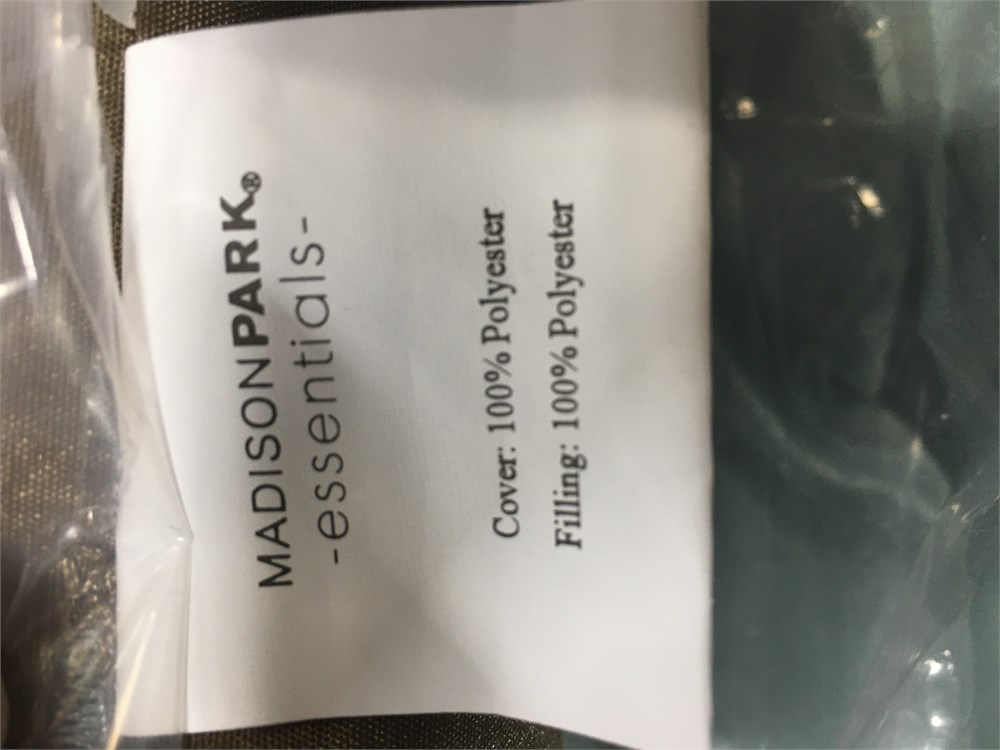 MADISONPARK®
-essentials-
Cover: 100% Polyester
Filling: 100% Polyester